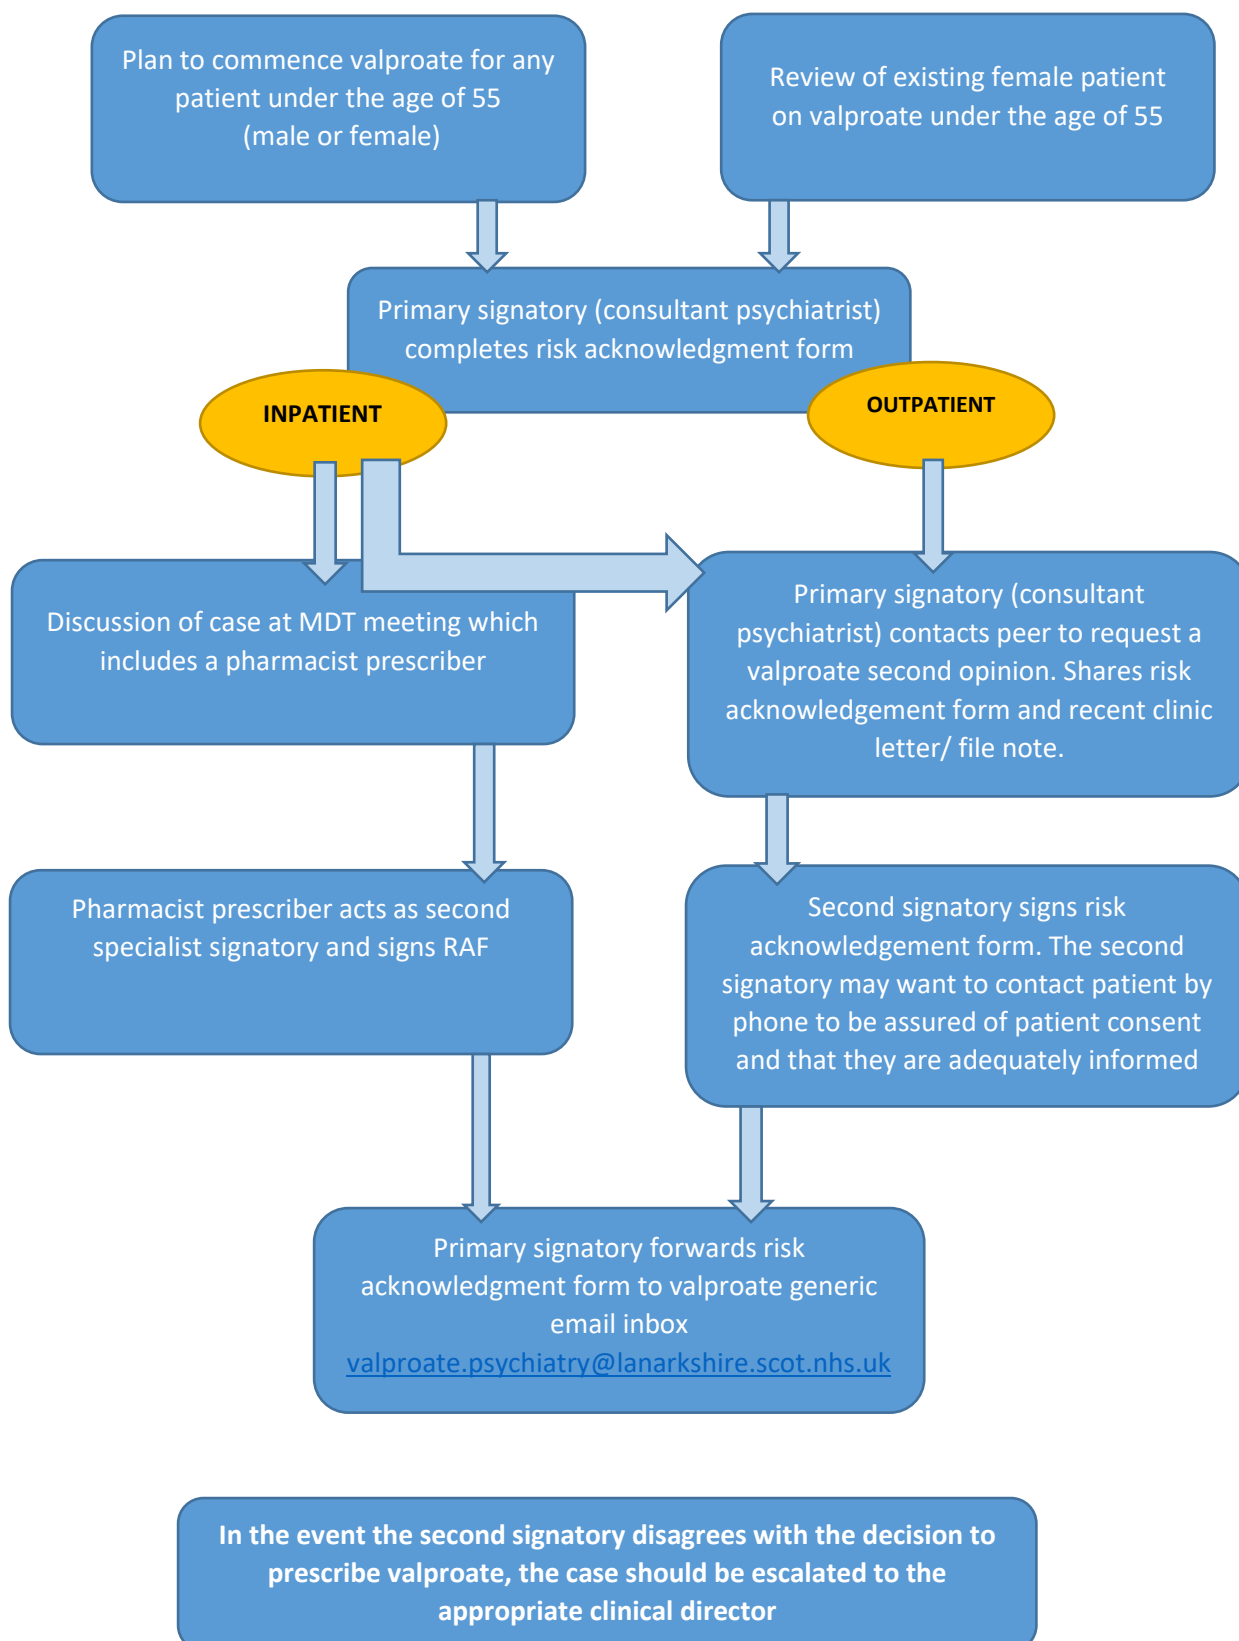 Plan to commence valproate for any
patient under the age of 55
(male or female)
Review of existing female patient
on valproate under the age of 55
Primary signatory (consultant psychiatrist)
completes risk acknowledgment form
INPATIENT
OUTPATIENT
Discussion of case at MDT meeting which
includes a pharmacist prescriber
Primary signatory (consultant
psychiatrist) contacts peer to request a
valproate second opinion. Shares risk
acknowledgement form and recent clinic
letter/ file note.
Pharmacist prescriber acts as second
specialist signatory and signs RAF
Second signatory signs risk
acknowledgement form. The second
signatory may want to contact patient by
phone to be assured of patient consent
and that they are adequately informed
Primary signatory forwards risk
acknowledgment form to valproate generic
email inbox
valproate.psychiatry@lanarkshire.scot.nhs.uk
In the event the second signatory disagrees with the decision to
prescribe valproate, the case should be escalated to the
appropriate clinical director